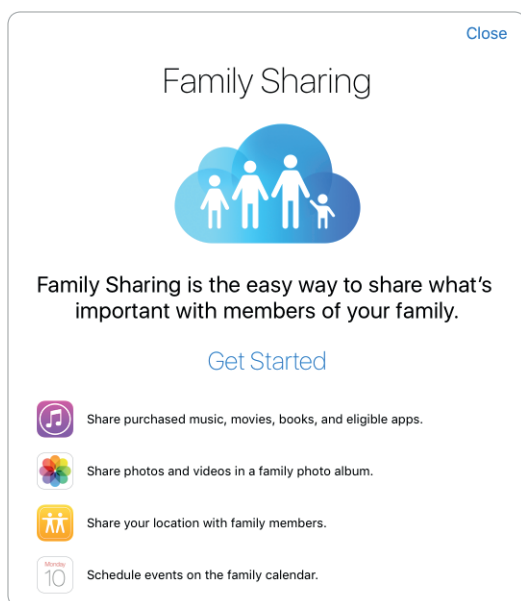 Close
Family Sharing
Family Sharing is the easy way to share what's
important with members of your family.
Get Started
Share purchased music, movies, books, and eligible apps.
Share photos and videos in a family photo album.
Share your location with family members.
Monday
10
Schedule events on the family calendar.